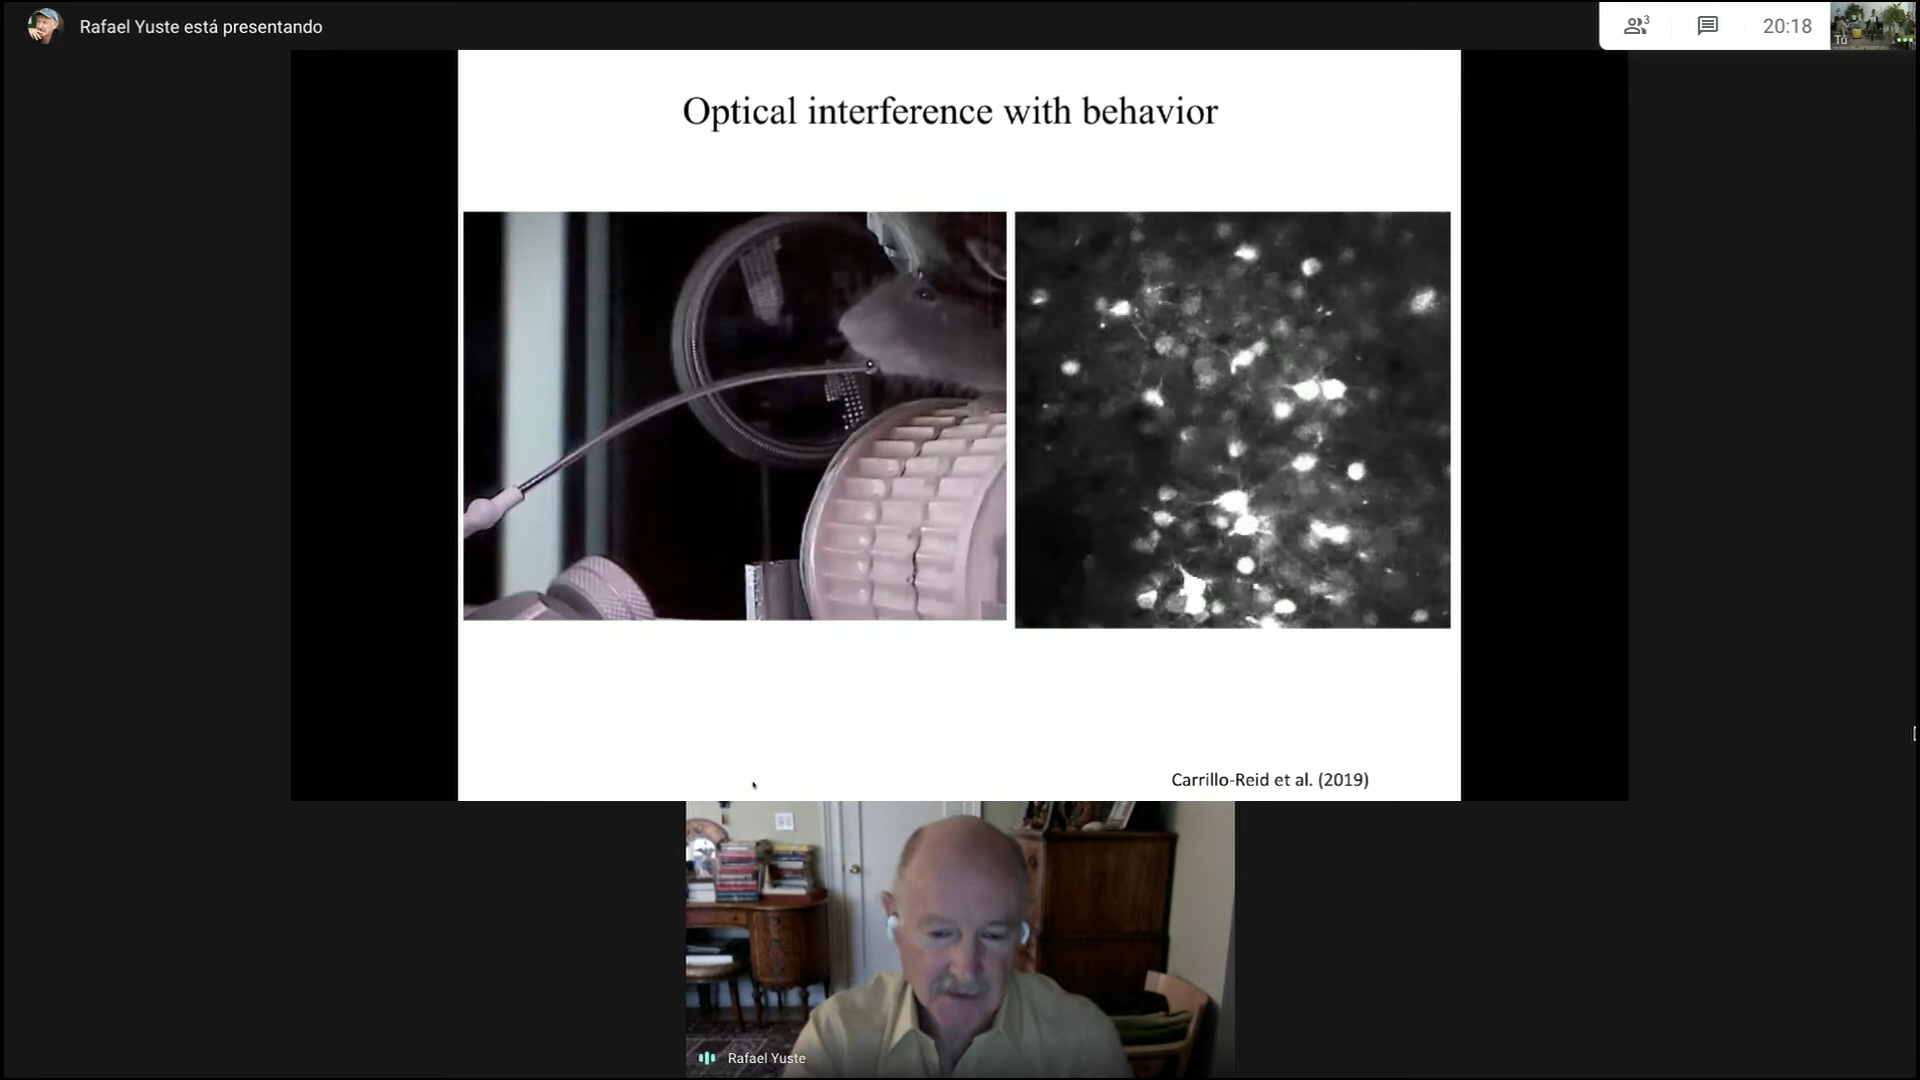 Rafael Yuste está presentando
3
20:18
Tú
Optical interference with behavior
Carrillo-Reid et al. (2019)
Rafael Yuste